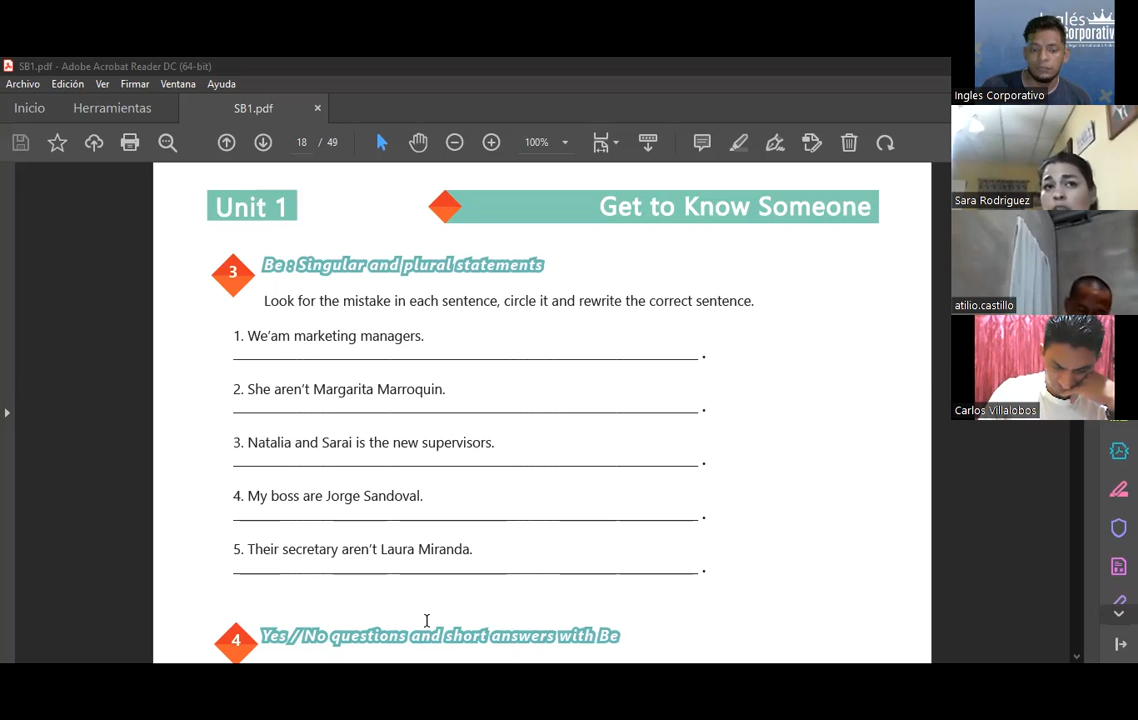 SB1.pdf - Adobe Acrobat Reader DC (64-bit)
Archivo Edición Ver Firmar Ventana Ayuda
Inicio Herramientas SB1.pdf ×
18 / 49 100%
Unit 1
Get to Know Someone
3 Be : Singular and plural statements
Look for the mistake in each sentence, circle it and rewrite the correct sentence.
1. We'am marketing managers.
2. She aren't Margarita Marroquin.
3. Natalia and Sarai is the new supervisors.
4. My boss are Jorge Sandoval.
5. Their secretary aren't Laura Miranda.
4 Yes / No questions and short answers with Be
Inglés
Corporativo
Ingles Corporativo
Sara Rodriguez
atilio.castillo
Carlos Villalobos